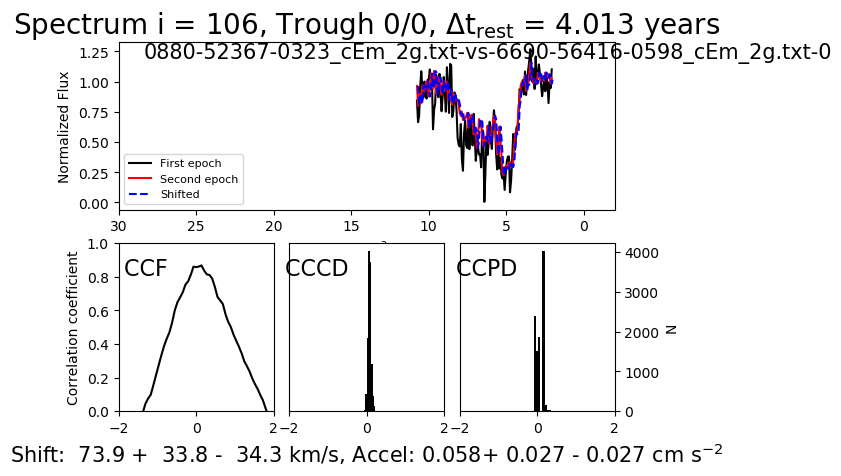 Spectrum i = 106, Trough 0/0, Δt_rest = 4.013 years
0880-52367-0323_cEm_2g.txt-vs-6690-56416-0598_cEm_2g.txt-0
Normalized Flux
1.25
1.00
0.75
0.50
0.25
0.00
First epoch
Second epoch
Shifted
30 25 20 15 10 5 0
Correlation coefficient
1.0
0.8
0.6
0.4
0.2
0.0
CCF
CCCD
CCPD
4000
3000
2000
1000
0
N
−2 0 2
−2 0 2
−2 0 2
Shift: 73.9 + 33.8 - 34.3 km/s, Accel: 0.058+ 0.027 - 0.027 cm s⁻²